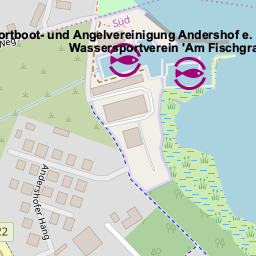 Süd
ortboot- und Angelvereinigung Andershof e.
Weg
Wassersportverein 'Am Fischgra
Andershofer Hang
22